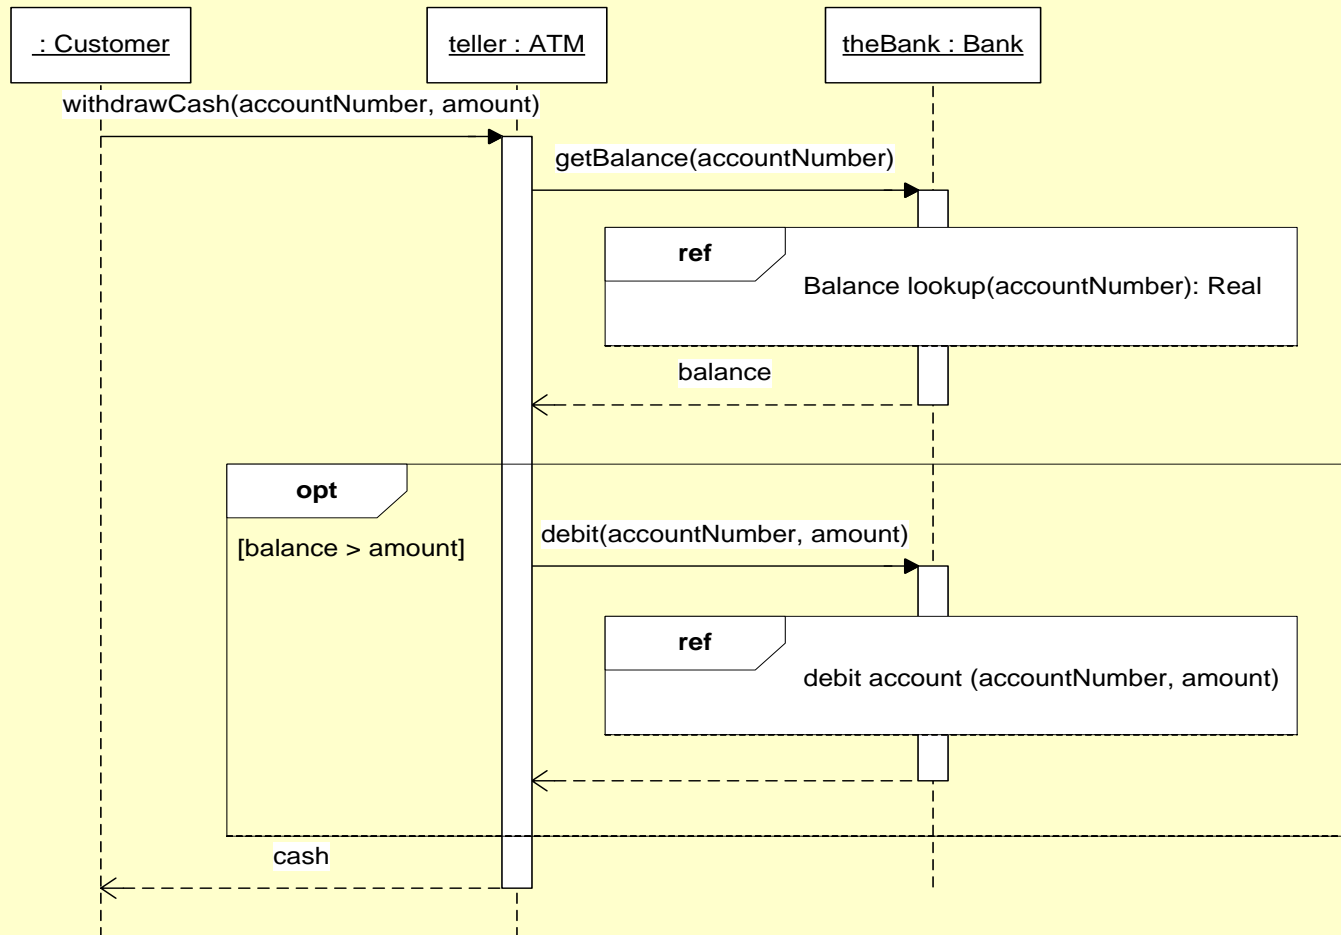 : Customer
teller : ATM
theBank : Bank
withdrawCash(accountNumber, amount)
getBalance(accountNumber)
ref
Balance lookup(accountNumber): Real
balance
opt
[balance > amount]
debit(accountNumber, amount)
ref
debit account (accountNumber, amount)
cash